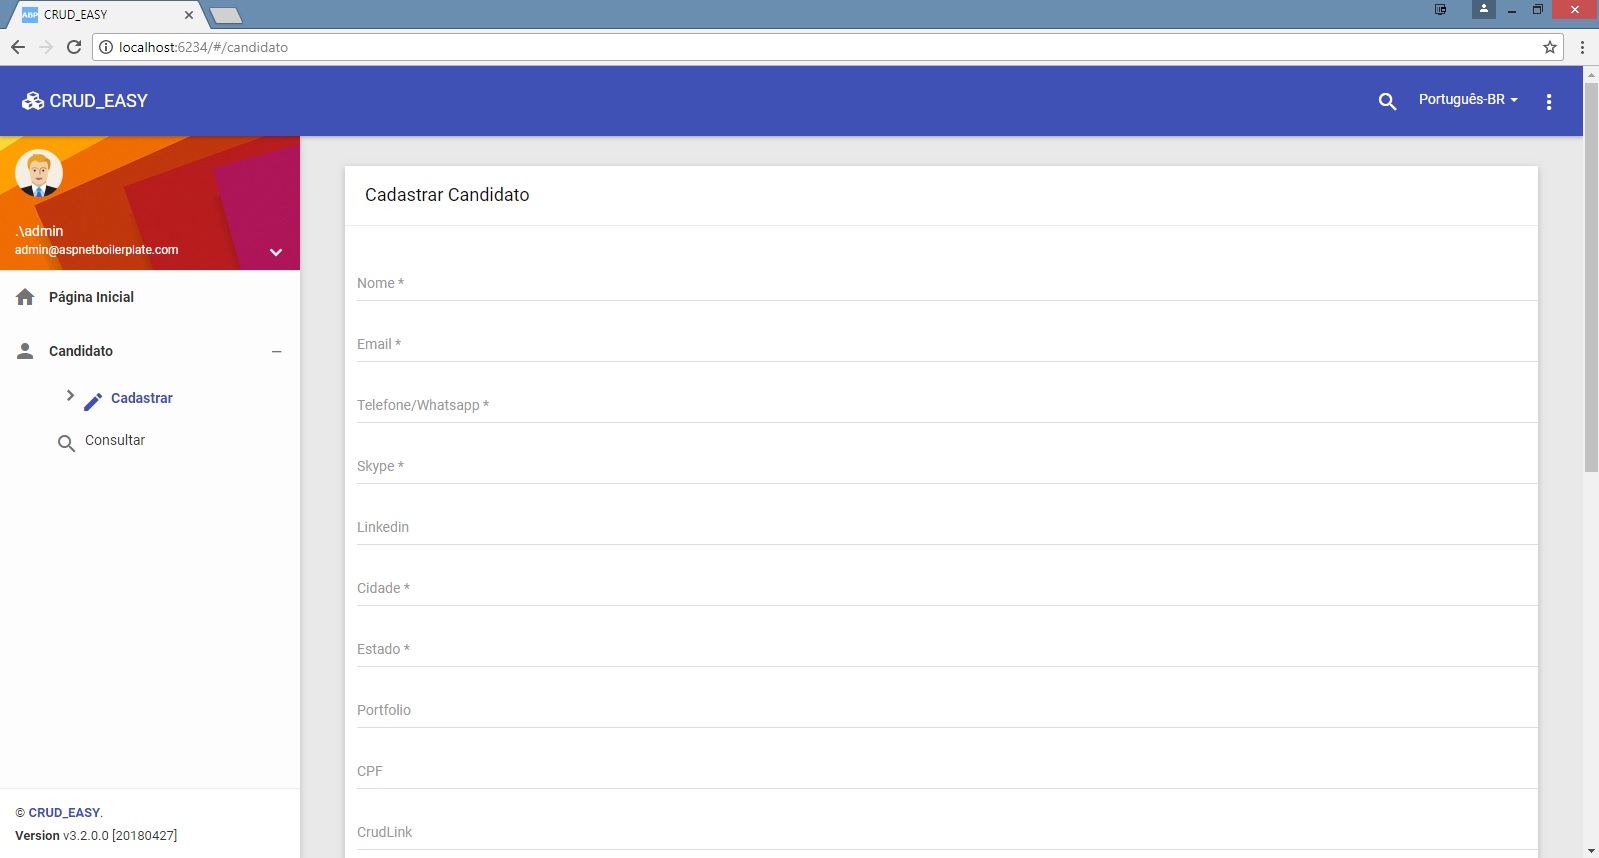 ABP CRUD_EASY
localhost:6234/#/candidato
CRUD_EASY
Português-BR
.\admin
admin@aspnetboilerplate.com
Página Inicial
Candidato
Cadastrar
Consultar
© CRUD_EASY.
Version v3.2.0.0 [20180427]
Cadastrar Candidato
Nome *
Email *
Telefone/Whatsapp *
Skype *
Linkedin
Cidade *
Estado *
Portfolio
CPF
CrudLink